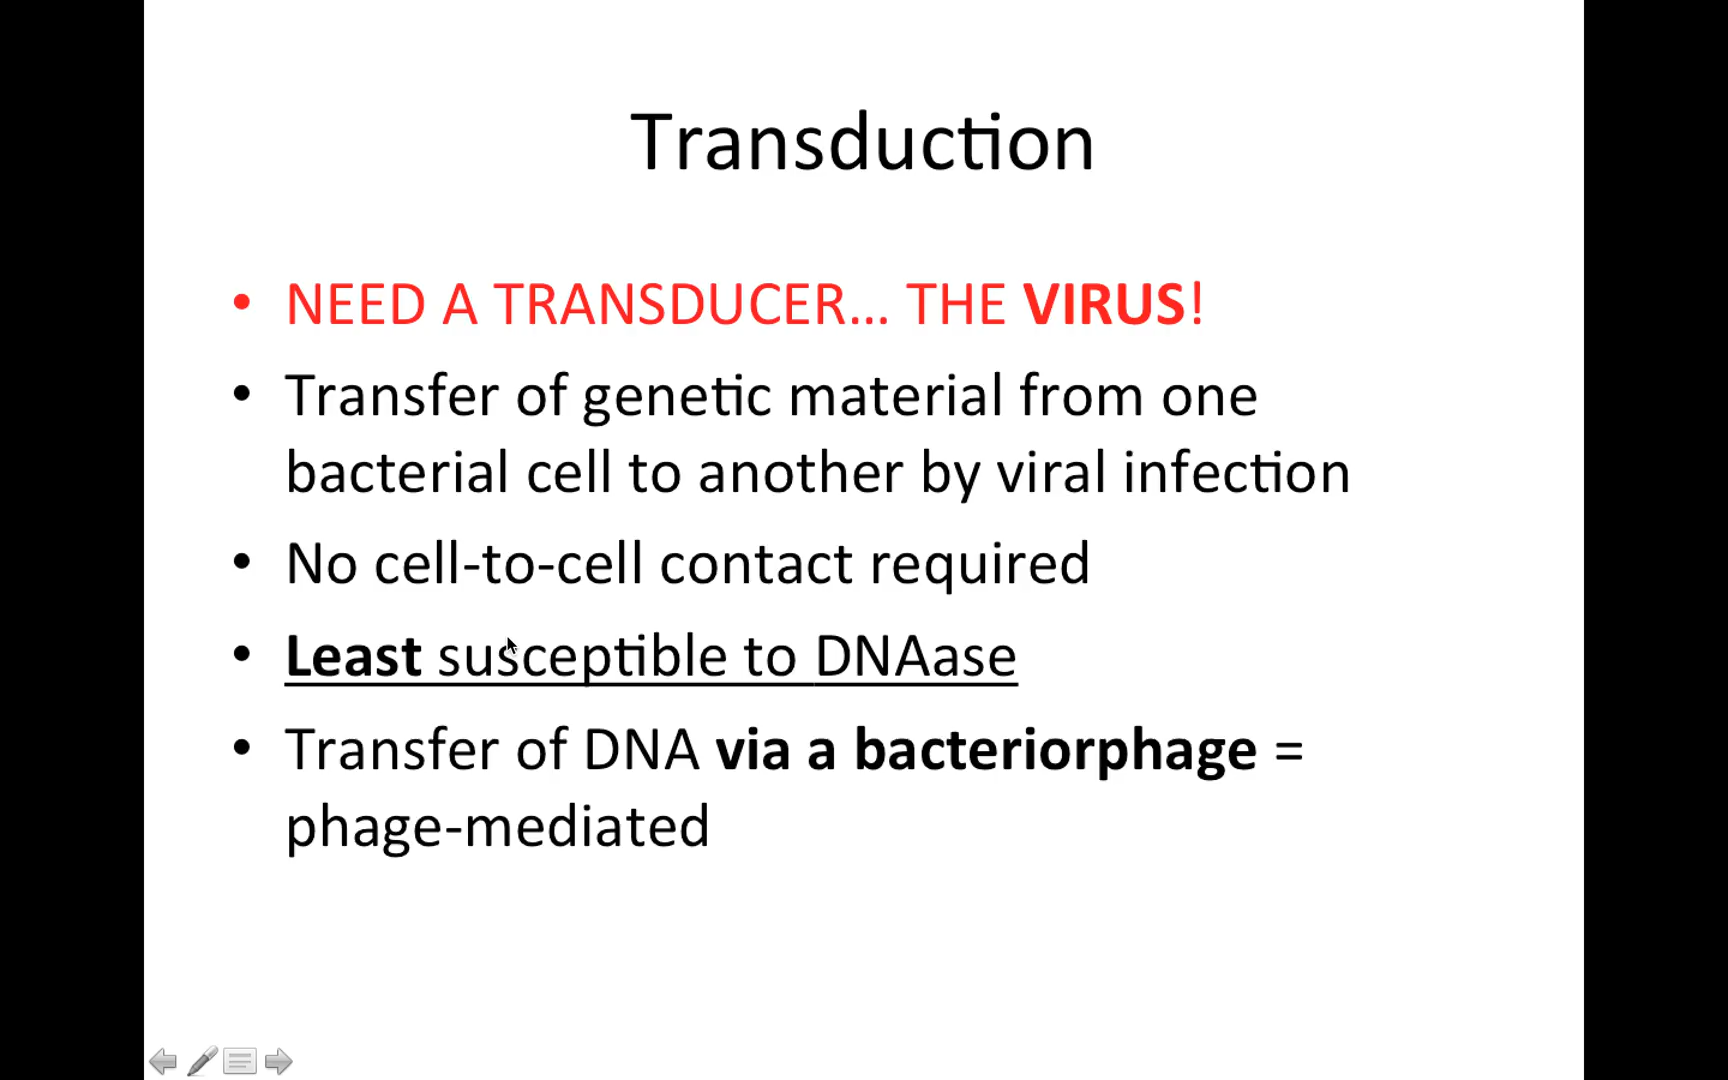 Transduction
• NEED A TRANSDUCER... THE VIRUS!
• Transfer of genetic material from one
bacterial cell to another by viral infection
• No cell-to-cell contact required
• Least susceptible to DNAase
• Transfer of DNA via a bacteriorphage =
phage-mediated